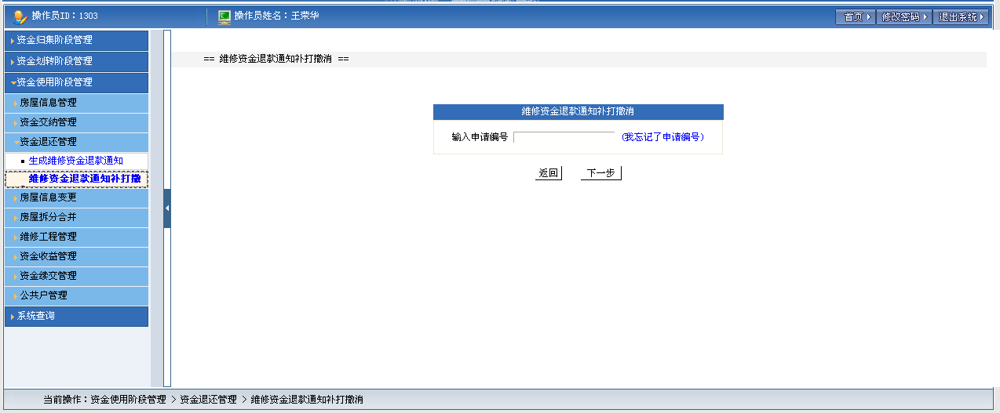 操作员ID：1303
操作员姓名：王荣华
首页
修改密码
退出系统
资金归集阶段管理
资金划转阶段管理
资金使用阶段管理
房屋信息管理
资金交纳管理
资金退还管理
生成维修资金退款通知
维修资金退款通知补打撤
房屋信息变更
房屋拆分合并
维修工程管理
资金收益管理
资金续交管理
公共户管理
系统查询
== 维修资金退款通知补打撤消 ==
维修资金退款通知补打撤消
输入申请编号 (我忘记了申请编号)
返回 下一步
当前操作：资金使用阶段管理 > 资金退还管理 > 维修资金退款通知补打撤消